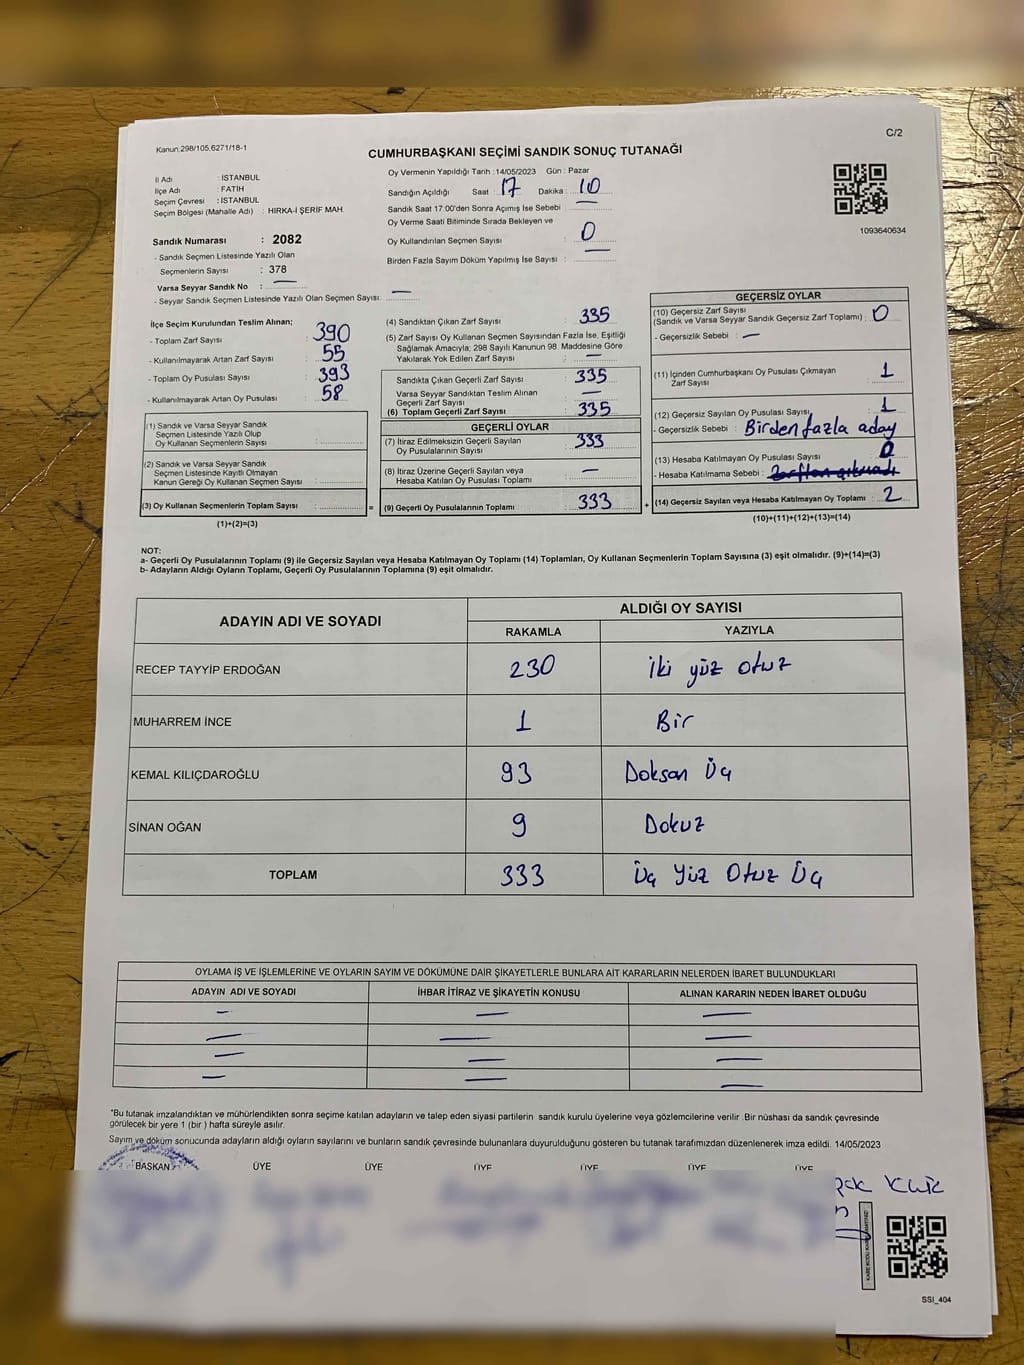 C/2
Kanun 298/105,6271/18-1
CUMHURBAŞKANI SEÇİMİ SANDIK SONUÇ TUTANAĞI
İl Adı : İSTANBUL
İlçe Adı : FATİH
Seçim Çevresi : İSTANBUL
Seçim Bölgesi (Mahalle Adı) : HIRKA-İ ŞERİF MAH.
Oy Vermenin Yapıldığı Tarih :14/05/2023 Gün : Pazar
Sandığın Açıldığı Saat : 17 Dakika : 10
Sandık Saat 17:00'den Sonra Açımış İse Sebebi :
Oy Verme Saati Bitiminde Sırada Bekleyen ve
Oy Kullandırılan Seçmen Sayısı : 0
Birden Fazla Sayım Döküm Yapılmış İse Sayısı : —
1093640634
Sandık Numarası : 2082
- Sandık Seçmen Listesinde Yazılı Olan
Seçmenlerin Sayısı : 378
Varsa Seyyar Sandık No : —
- Seyyar Sandık Seçmen Listesinde Yazılı Olan Seçmen Sayısı: —
İlçe Seçim Kurulundan Teslim Alınan;
- Toplam Zarf Sayısı : 390
- Kullanılmayarak Artan Zarf Sayısı : 55
- Toplam Oy Pusulası Sayısı : 393
- Kullanılmayarak Artan Oy Pusulası : 58
(1) Sandık ve Varsa Seyyar Sandık
Seçmen Listesinde Yazılı Olup
Oy Kullanan Seçmenlerin Sayısı :
(2) Sandık ve Varsa Seyyar Sandık
Seçmen Listesinde Kayıtlı Olmayan
Kanun Gereği Oy Kullanan Seçmen Sayısı :
(3) Oy Kullanan Seçmenlerin Toplam Sayısı : =
(1)+(2)=(3)
(4) Sandıktan Çıkan Zarf Sayısı : 335
(5) Zarf Sayısı Oy Kullanan Seçmen Sayısından Fazla İse, Eşitliği
Sağlamak Amacıyla; 298 Sayılı Kanunun 98. Maddesine Göre
Yakılarak Yok Edilen Zarf Sayısı : —
Sandıkta Çıkan Geçerli Zarf Sayısı : 335
Varsa Seyyar Sandıktan Teslim Alınan
Geçerli Zarf Sayısı : —
(6) Toplam Geçerli Zarf Sayısı : 335
GEÇERLİ OYLAR
(7) İtiraz Edilmeksizin Geçerli Sayılan
Oy Pusulalarının Sayısı : 333
(8) İtiraz Üzerine Geçerli Sayılan veya
Hesaba Katılan Oy Pusulası Toplamı : —
(9) Geçerli Oy Pusulalarının Toplamı : 333 +
GEÇERSİZ OYLAR
(10) Geçersiz Zarf Sayısı
(Sandık ve Varsa Seyyar Sandık Geçersiz Zarf Toplamı) : 0
- Geçersizlik Sebebi : —
(11) İçinden Cumhurbaşkanı Oy Pusulası Çıkmayan
Zarf Sayısı : 1
(12) Geçersiz Sayılan Oy Pusulası Sayısı : 1
- Geçersizlik Sebebi : Birden fazla aday
(13) Hesaba Katılmayan Oy Pusulası Sayısı : 0
- Hesaba Katılmama Sebebi : Zarftan çıkmadı
(14) Geçersiz Sayılan veya Hesaba Katılmayan Oy Toplamı : 2
(10)+(11)+(12)+(13)=(14)
NOT:
a- Geçerli Oy Pusulalarının Toplamı (9) ile Geçersiz Sayılan veya Hesaba Katılmayan Oy Toplamı (14) Toplamları, Oy Kullanan Seçmenlerin Toplam Sayısına (3) eşit olmalıdır. (9)+(14)=(3)
b- Adayların Aldığı Oyların Toplamı, Geçerli Oy Pusulalarının Toplamına (9) eşit olmalıdır.
ADAYIN ADI VE SOYADI
ALDIĞI OY SAYISI
RAKAMLA YAZIYLA
RECEP TAYYİP ERDOĞAN 230 iki yüz otuz
MUHARREM İNCE 1 Bir
KEMAL KILIÇDAROĞLU 93 Doksan Üç
SİNAN OĞAN 9 Dokuz
TOPLAM 333 Üç Yüz Otuz Üç
OYLAMA İŞ VE İŞLEMLERİNE VE OYLARIN SAYIM VE DÖKÜMÜNE DAİR ŞİKAYETLERLE BUNLARA AİT KARARLARIN NELERDEN İBARET BULUNDUKLARI
ADAYIN ADI VE SOYADI İHBAR İTİRAZ VE ŞİKAYETİN KONUSU ALINAN KARARIN NEDEN İBARET OLDUĞU
— — —
— — —
— — —
— — —
*Bu tutanak imzalandıktan ve mühürlendikten sonra seçime katılan adayların ve talep eden siyasi partilerin sandık kurulu üyelerine veya gözlemcilerine verilir .Bir nüshası da sandık çevresinde
görülecek bir yere 1 (bir ) hafta süreyle asılır.
Sayım ve döküm sonucunda adayların aldığı oyların sayılarını ve bunların sandık çevresinde bulunanlara duyurulduğunu gösteren bu tutanak tarafımızdan düzenlenerek imza edildi. 14/05/2023
BAŞKAN ÜYE ÜYE ÜYE ÜYE ÜYE ÜYE
SSI_404